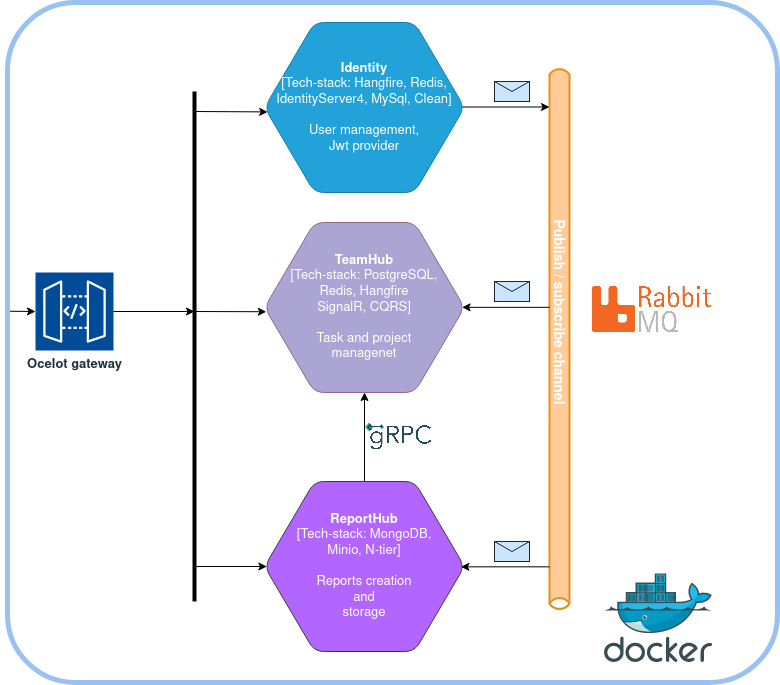 Identity
[Tech-stack: Hangfire, Redis,
IdentityServer4, MySql, Clean]
User management,
Jwt provider
TeamHub
[Tech-stack: PostgreSQL,
Redis, Hangfire
SignalR, CQRS]
Task and project
managenet
</>
Ocelot gateway
gRPC
ReportHub
[Tech-stack: MongoDB,
Minio, N-tier]
Reports creation
and
storage
Publish / subscribe channel
Rabbit
MQ
docker